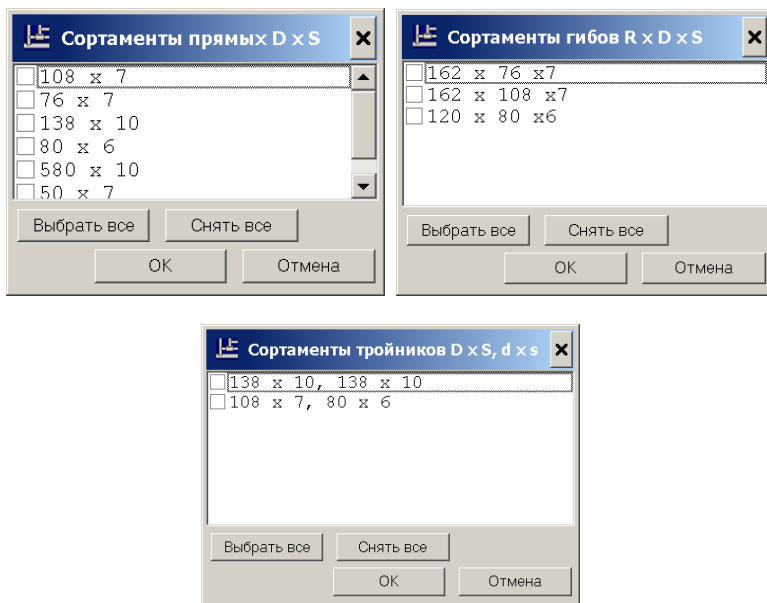 Сортаменты прямых D x S
108 x 7
76 x 7
138 x 10
80 x 6
580 x 10
50 x 7
Выбрать все Снять все
OK Отмена
Сортаменты гибов R x D x S
162 x 76 x7
162 x 108 x7
120 x 80 x6
Выбрать все Снять все
OK Отмена
Сортаменты тройников D x S, d x s
138 x 10, 138 x 10
108 x 7, 80 x 6
Выбрать все Снять все
OK Отмена